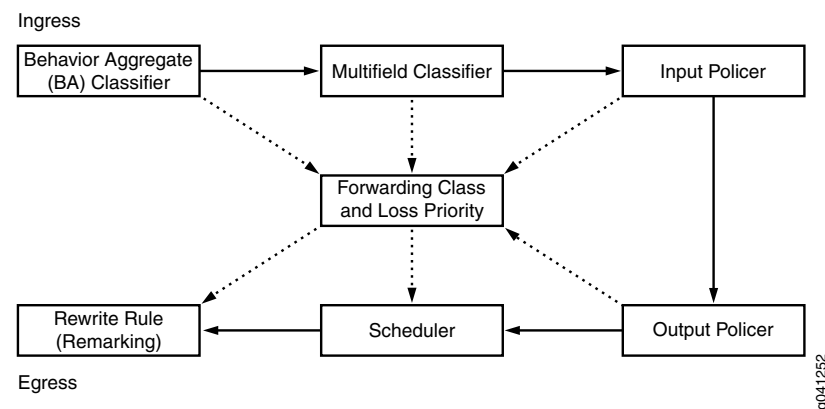 Ingress
Behavior Aggregate
(BA) Classifier
Multifield Classifier
Input Policer
Forwarding Class
and Loss Priority
Rewrite Rule
(Remarking)
Scheduler
Output Policer
Egress
g041252